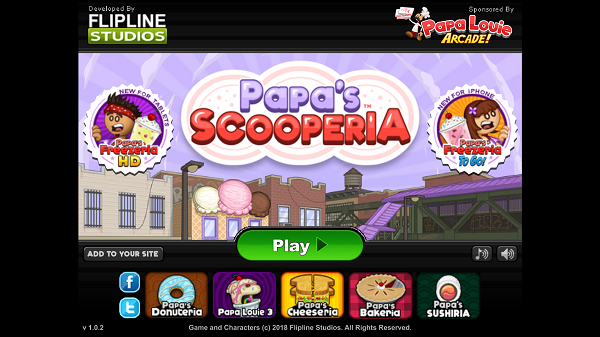 Developed By
FLIPLINE
STUDIOS
Sponsored By
Papa Louie
ARCADE!
Papa's
SCOOPERIA™
NEW FOR TABLETS
Papa's
Freezeria
HD
NEW FOR IPHONE
Papa's
Freezeria
TO GO!
Play
ADD TO YOUR SITE
f
t
Papa's
Donuteria
Papa Louie 3
Papa's
Cheeseria
Papa's
Bakeria
Papa's
SUSHIRIA
v 1.0.2
Game and Characters (c) 2018 Flipline Studios. All Rights Reserved.